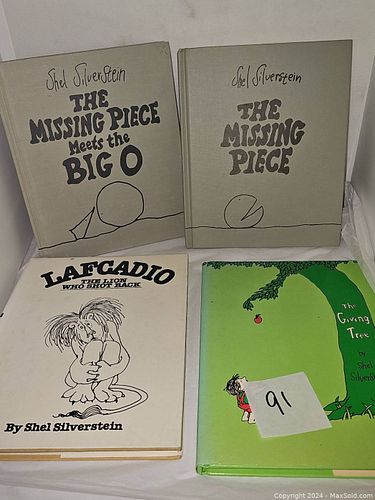 Shel Silverstein
THE
MISSING PIECE
Meets the
BIG O
Shel Silverstein
THE
MISSING
PIECE
LAFCADIO
THE LION
WHO SHOT BACK
By Shel Silverstein
The
Giving
Tree
by
Shel
Silverstein
91
Copyright © 2024 - MaxSold.com